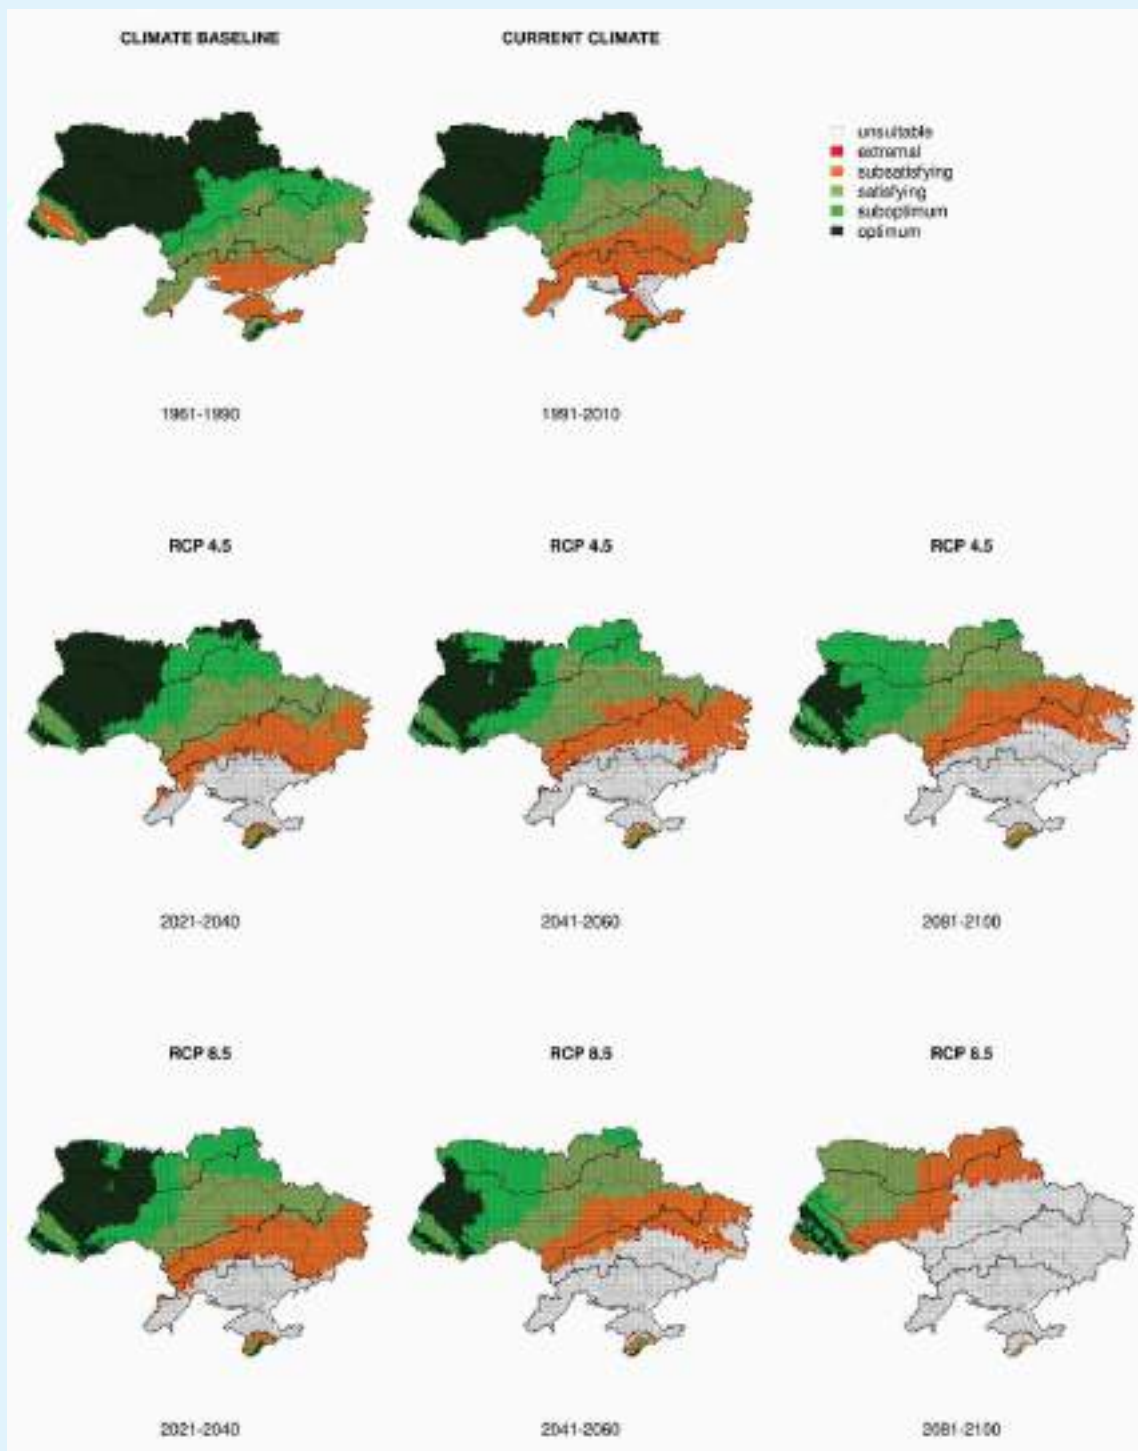 CLIMATE BASELINE
CURRENT CLIMATE
unsuitable
extremal
subsatisfying
satisfying
suboptimum
optimum
1961-1990
1991-2010
RCP 4.5
RCP 4.5
RCP 4.5
2021-2040
2041-2060
2081-2100
RCP 8.5
RCP 8.5
RCP 8.5
2021-2040
2041-2060
2081-2100